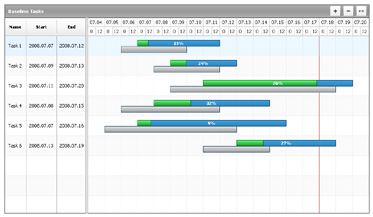 Baseline Tasks
Name Start End 07.04 07.05 07.06 07.07 07.08 07.09 07.10 07.11 07.12 07.13 07.14 07.15 07.16 07.17 07.18 07.19 07.20
0 12 0 12 0 12 0 12 0 12 0 12 0 12 0 12 0 12 0 12 0 12 0 12 0 12 0 12 0 12 0 12 0 12
Task 1 2008.07.07 2008.07.12
Task 2 2008.07.09 2008.07.13 24%
Task 3 2008.07.11 2008.07.20
Task 4 2008.07.08 2008.07.15 32%
Task 5 2008.07.07 2008.07.16 9%
Task 6 2008.07.13 2008.07.19 27%